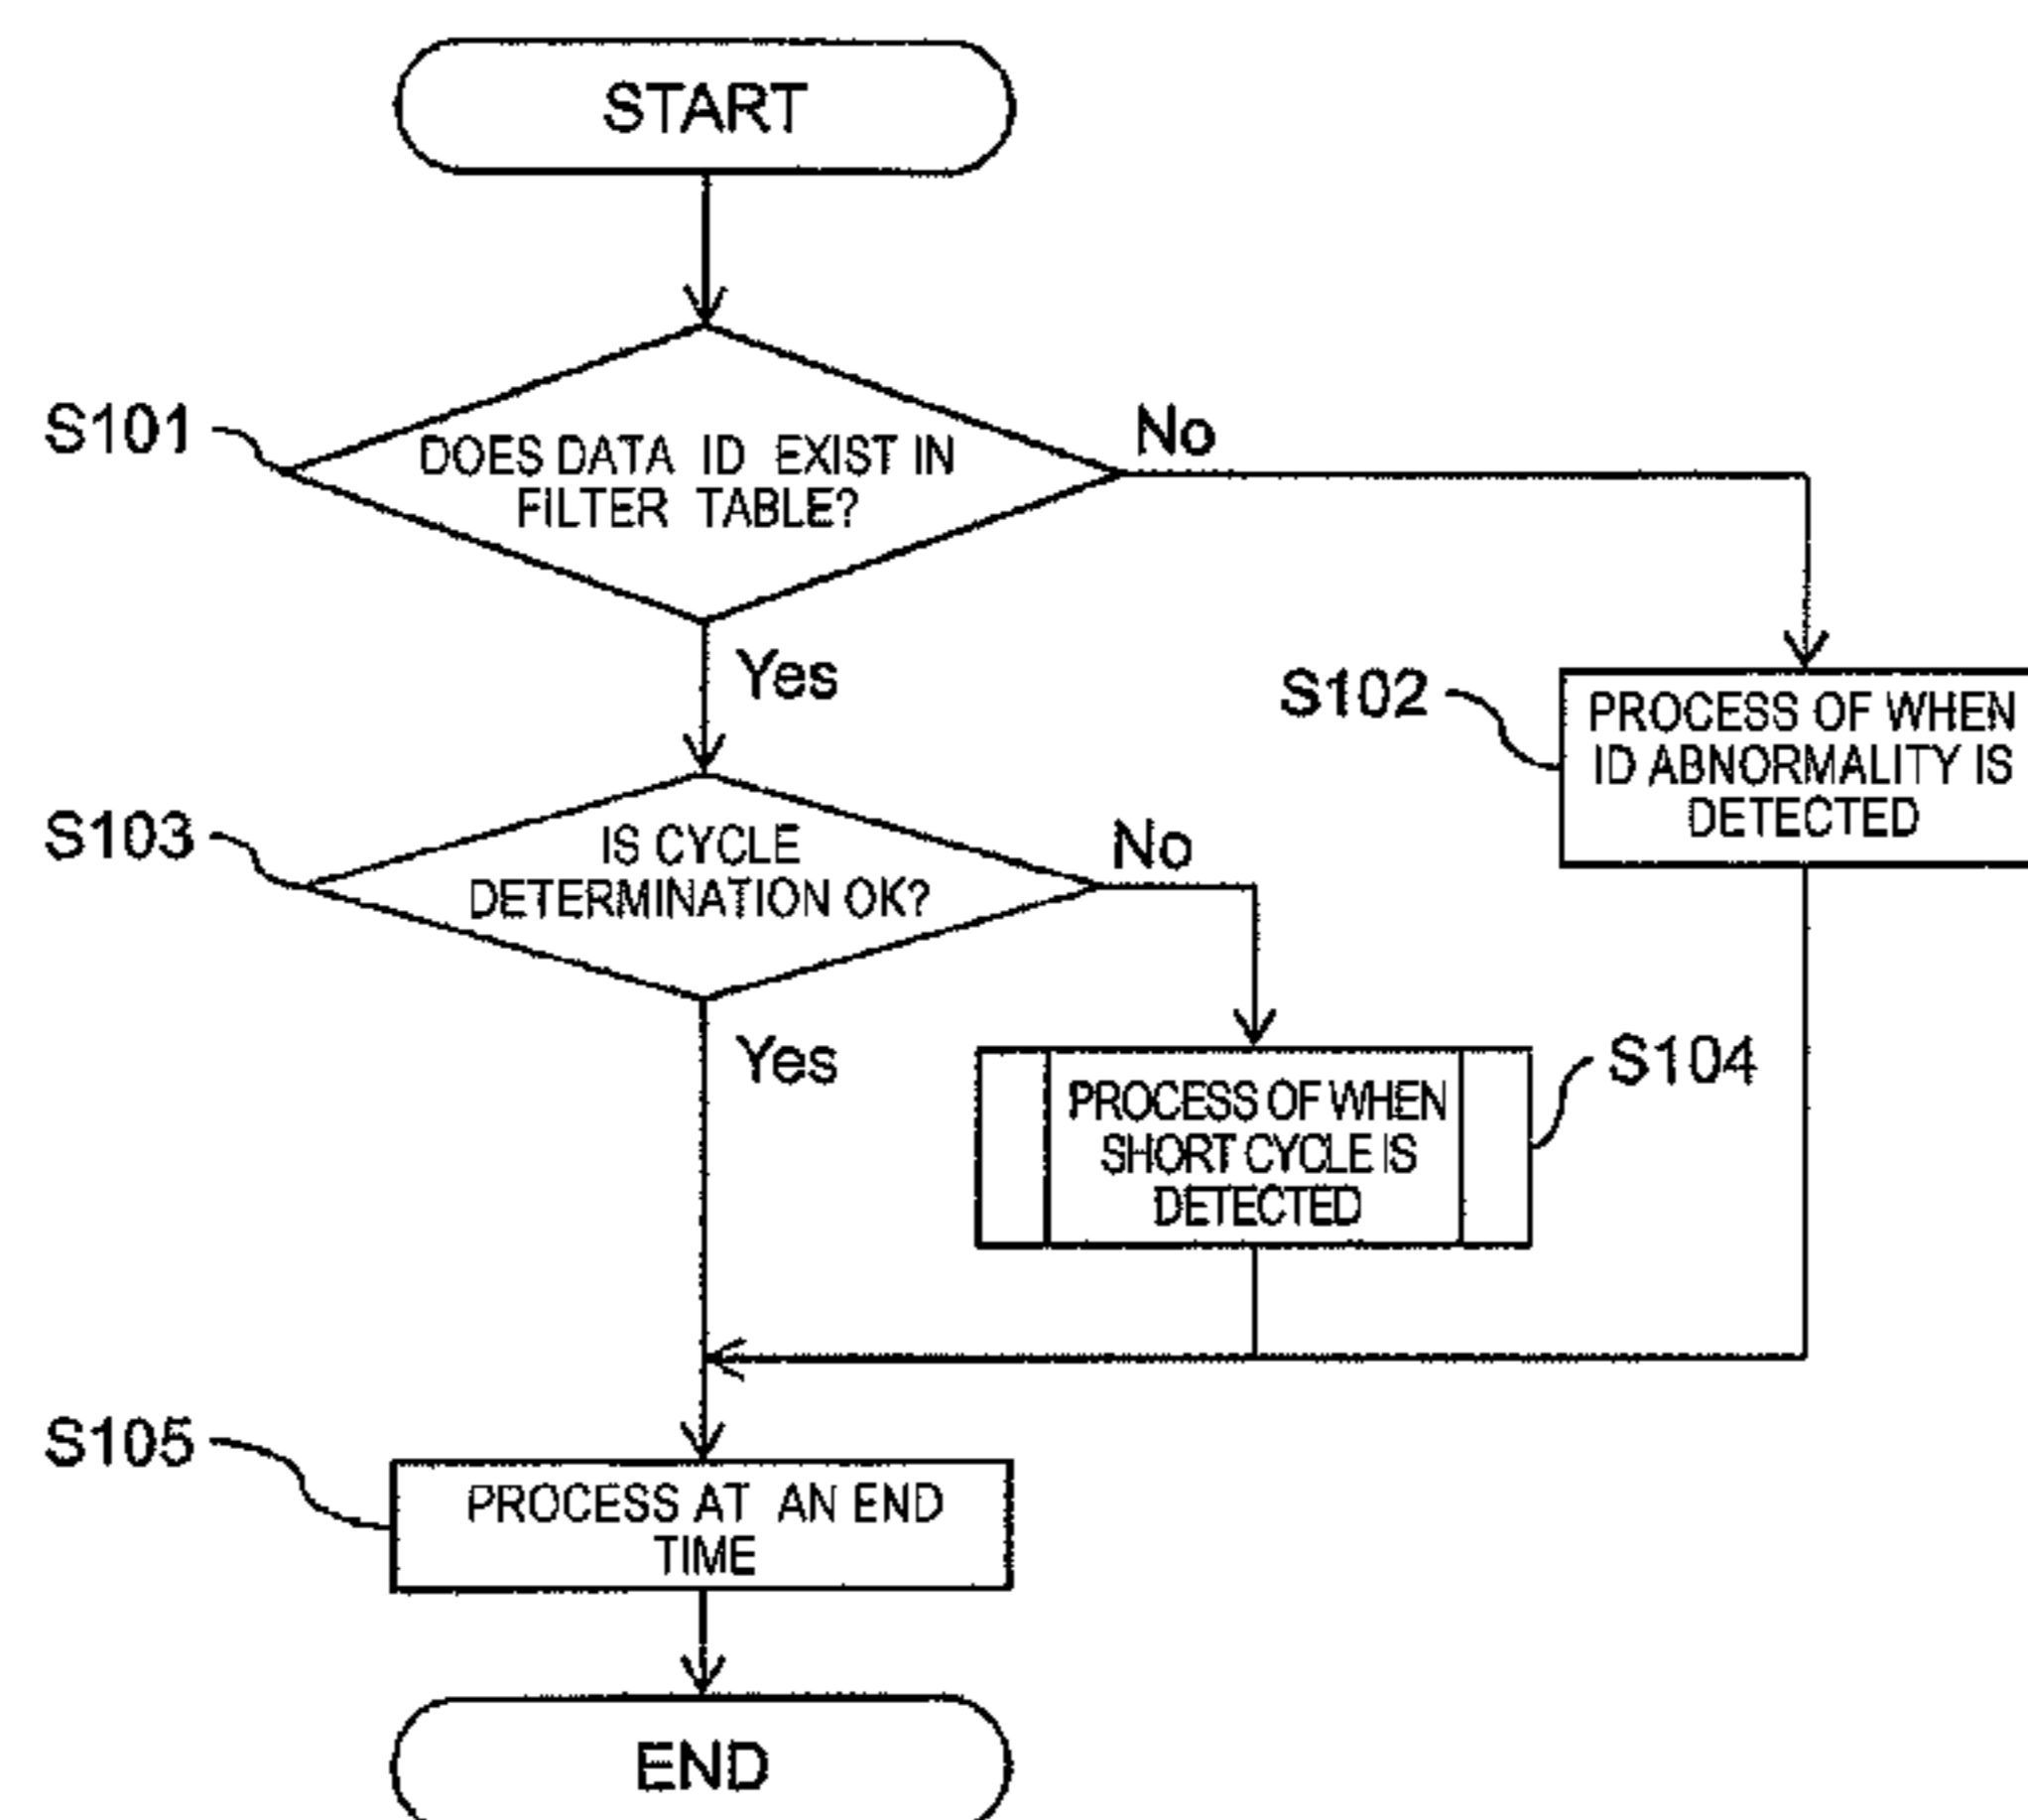 START
S101
DOES DATA ID EXIST IN
FILTER TABLE?
No
Yes
S102
PROCESS OF WHEN
ID ABNORMALITY IS
DETECTED
S103
IS CYCLE
DETERMINATION OK?
No
Yes
PROCESS OF WHEN
SHORT CYCLE IS
DETECTED
S104
S105
PROCESS AT AN END
TIME
END